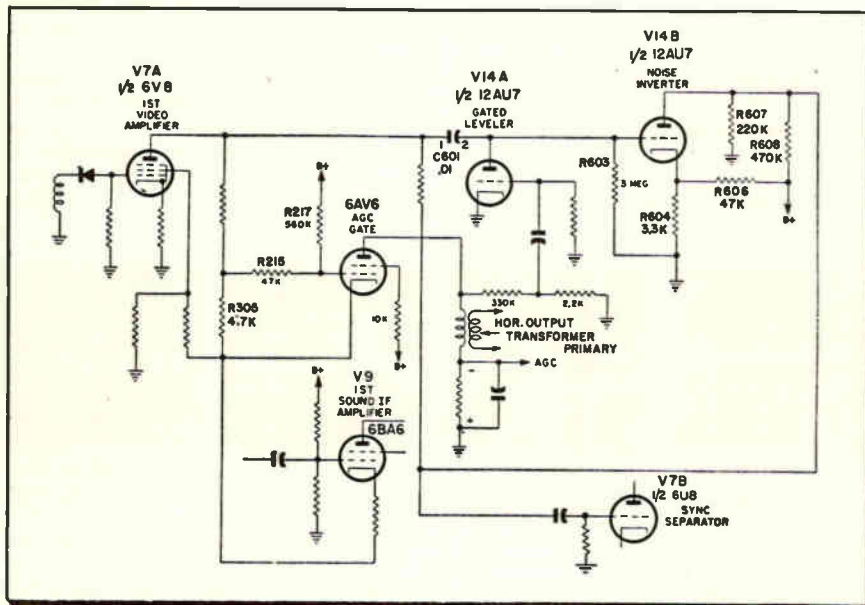 V7A
1/2 6V8
1ST
VIDEO
AMPLIFIER
V14A
1/2 12AU7
GATED
LEVELER
V14B
1/2 12AU7
NOISE
INVERTER
1
2
C601
.01
R603
3 MEG
R607
220K
R608
470K
R606
47K
B+
R604
3.3K
B+
R217
560K
6AV6
AGC
GATE
R215
47K
R305
4.7K
10K
B+
330K
2.2K
HOR. OUTPUT
TRANSFORMER
PRIMARY
AGC
-
+
B+
V9
1ST
SOUND IF
AMPLIFIER
6BA6
V7B
1/2 6U8
SYNC
SEPARATOR